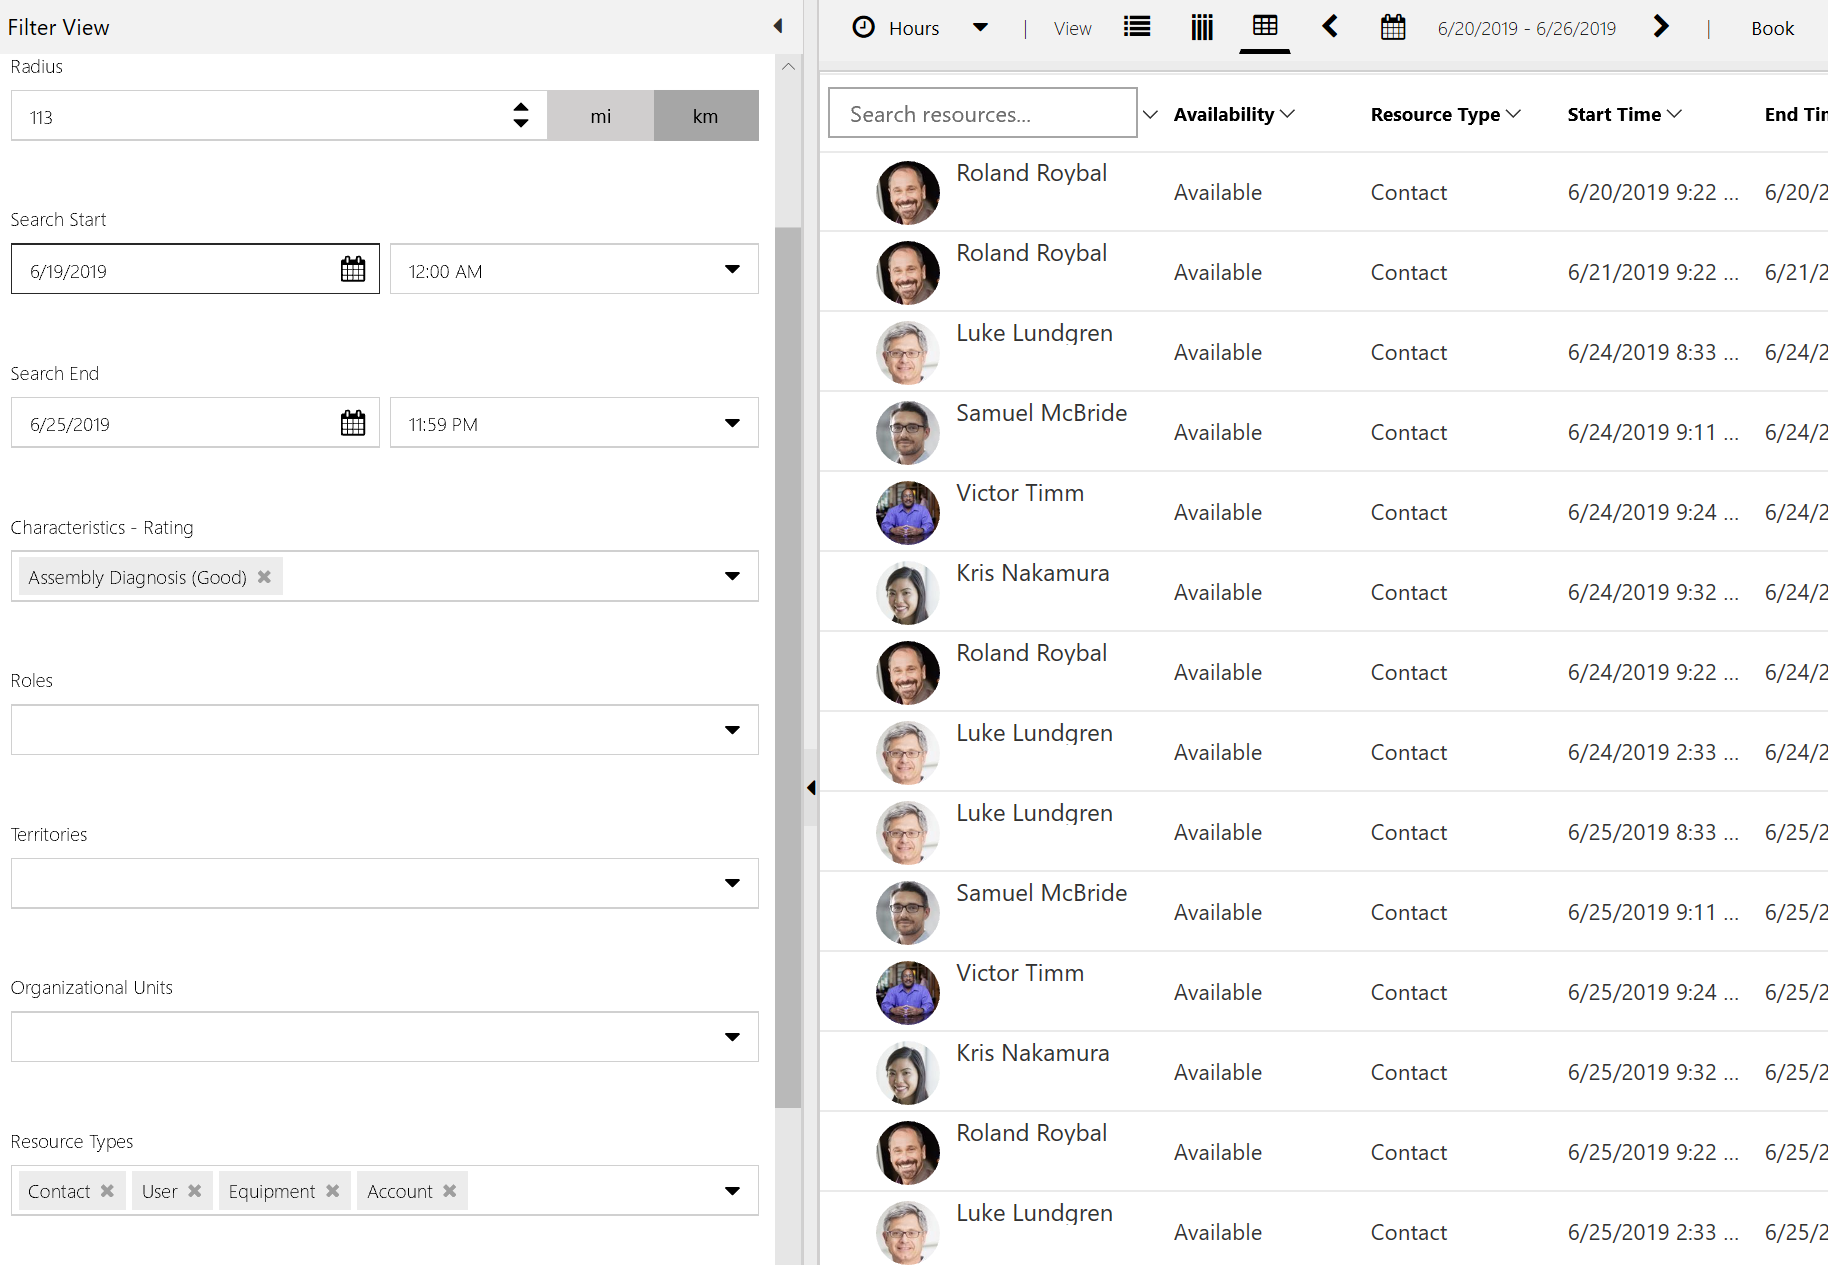 Filter View
Radius
113
mi
km
Search Start
6/19/2019
12:00 AM
Search End
6/25/2019
11:59 PM
Characteristics - Rating
Assembly Diagnosis (Good)
Roles
Territories
Organizational Units
Resource Types
Contact User Equipment Account
Hours | View 6/20/2019 - 6/26/2019 | Book
Search resources... Availability Resource Type Start Time End Tim
Roland Roybal Available Contact 6/20/2019 9:22 ... 6/20/2
Roland Roybal Available Contact 6/21/2019 9:22 ... 6/21/2
Luke Lundgren Available Contact 6/24/2019 8:33 ... 6/24/2
Samuel McBride Available Contact 6/24/2019 9:11 ... 6/24/2
Victor Timm Available Contact 6/24/2019 9:24 ... 6/24/2
Kris Nakamura Available Contact 6/24/2019 9:32 ... 6/24/2
Roland Roybal Available Contact 6/24/2019 9:22 ... 6/24/2
Luke Lundgren Available Contact 6/24/2019 2:33 ... 6/24/2
Luke Lundgren Available Contact 6/25/2019 8:33 ... 6/25/2
Samuel McBride Available Contact 6/25/2019 9:11 ... 6/25/2
Victor Timm Available Contact 6/25/2019 9:24 ... 6/25/2
Kris Nakamura Available Contact 6/25/2019 9:32 ... 6/25/2
Roland Roybal Available Contact 6/25/2019 9:22 ... 6/25/2
Luke Lundgren Available Contact 6/25/2019 2:33 ... 6/25/2